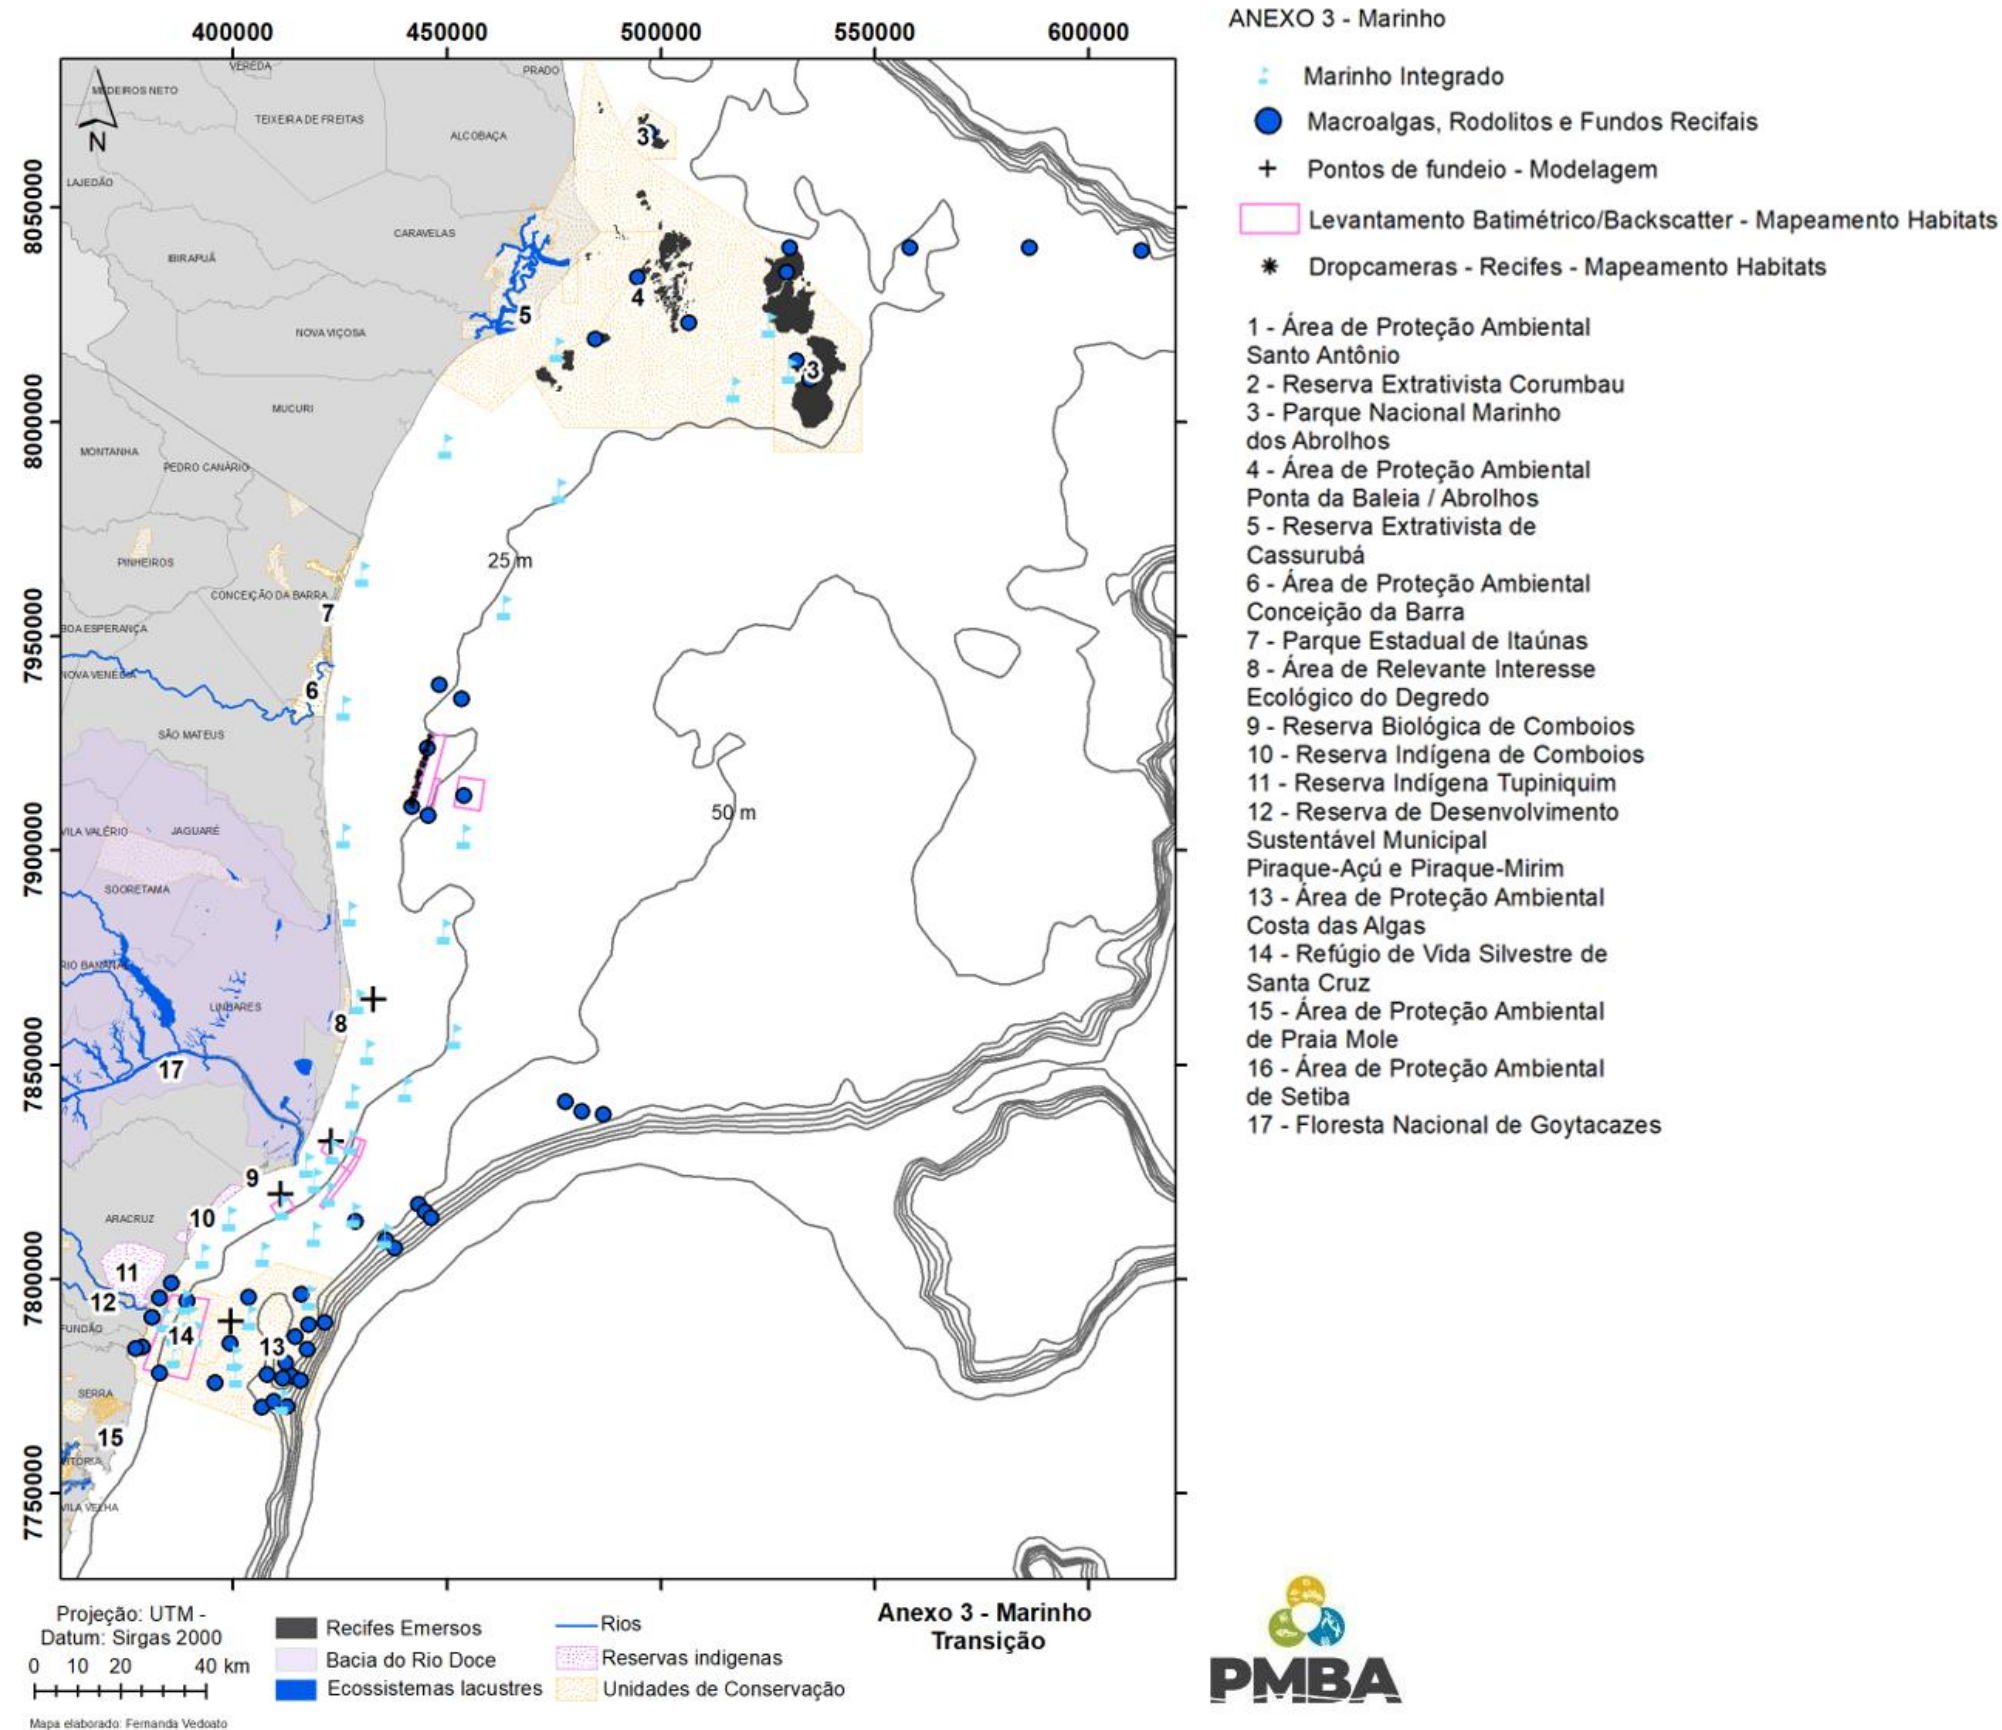 400000 450000 500000 550000 600000
8050000
8000000
7950000
7900000
7850000
7800000
7750000
N
VEREDA
PRADO
MEDEIROS NETO
TEIXEIRA DE FREITAS
ALCOBAÇA
3
LAJEDÃO
CARAVELAS
IBIRAPUÃ
4
5
NOVA VIÇOSA
3
MUCURI
MONTANHA
PEDRO CANÁRIO
25 m
PINHEIROS
CONCEIÇÃO DA BARRA
7
BOA ESPERANÇA
NOVA VENÉCIA
6
SÃO MATEUS
50 m
VILA VALÉRIO
JAGUARÉ
SOORETAMA
RIO BANANAL
LINHARES
8
17
9
10
ARACRUZ
11
12
FUNDÃO
14
13
SERRA
15
VITÓRIA
VILA VELHA
ANEXO 3 - Marinho
Marinho Integrado
Macroalgas, Rodolitos e Fundos Recifais
Pontos de fundeio - Modelagem
Levantamento Batimétrico/Backscatter - Mapeamento Habitats
Dropcameras - Recifes - Mapeamento Habitats
1 - Área de Proteção Ambiental
Santo Antônio
2 - Reserva Extrativista Corumbau
3 - Parque Nacional Marinho
dos Abrolhos
4 - Área de Proteção Ambiental
Ponta da Baleia / Abrolhos
5 - Reserva Extrativista de
Cassurubá
6 - Área de Proteção Ambiental
Conceição da Barra
7 - Parque Estadual de Itaúnas
8 - Área de Relevante Interesse
Ecológico do Degredo
9 - Reserva Biológica de Comboios
10 - Reserva Indígena de Comboios
11 - Reserva Indígena Tupiniquim
12 - Reserva de Desenvolvimento
Sustentável Municipal
Piraque-Açú e Piraque-Mirim
13 - Área de Proteção Ambiental
Costa das Algas
14 - Refúgio de Vida Silvestre de
Santa Cruz
15 - Área de Proteção Ambiental
de Praia Mole
16 - Área de Proteção Ambiental
de Setiba
17 - Floresta Nacional de Goytacazes
Projeção: UTM -
Datum: Sirgas 2000
0 10 20 40 km
Mapa elaborado: Fernanda Vedoato
Recifes Emersos
Bacia do Rio Doce
Ecossistemas lacustres
Rios
Reservas indigenas
Unidades de Conservação
Anexo 3 - Marinho
Transição
PMBA